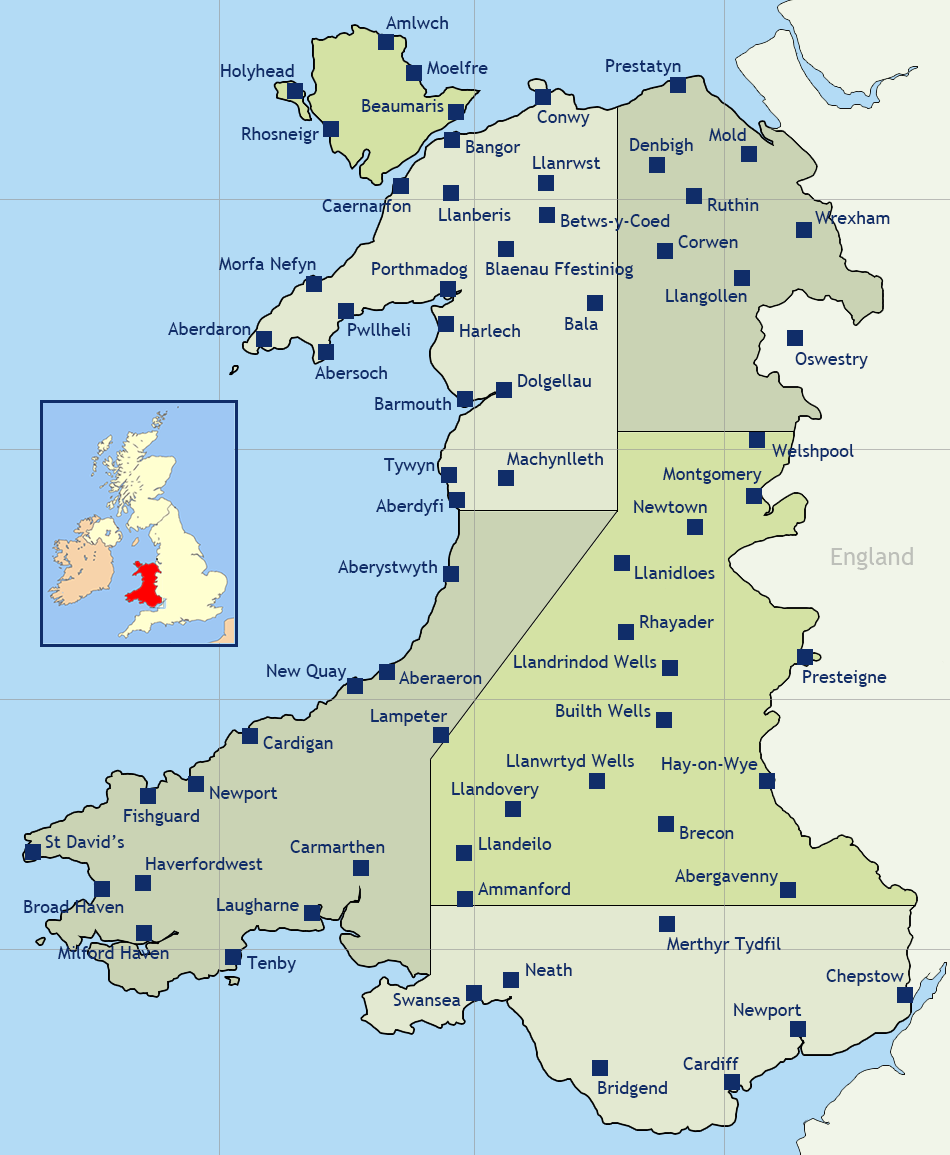 Amlwch
Holyhead
Moelfre
Prestatyn
Beaumaris
Conwy
Rhosneigr
Bangor
Denbigh
Mold
Llanrwst
Caernarfon
Llanberis
Ruthin
Betws-y-Coed
Wrexham
Corwen
Morfa Nefyn
Porthmadog
Blaenau Ffestiniog
Llangollen
Aberdaron
Pwllheli
Harlech
Bala
Oswestry
Abersoch
Dolgellau
Barmouth
Welshpool
Tywyn
Machynlleth
Montgomery
Aberdyfi
Newtown
England
Aberystwyth
Llanidloes
Rhayader
Llandrindod Wells
New Quay
Aberaeron
Presteigne
Lampeter
Builth Wells
Cardigan
Llanwrtyd Wells
Hay-on-Wye
Newport
Llandovery
Fishguard
Brecon
St David’s
Carmarthen
Llandeilo
Haverfordwest
Abergavenny
Ammanford
Broad Haven
Laugharne
Merthyr Tydfil
Milford Haven
Tenby
Neath
Chepstow
Swansea
Newport
Cardiff
Bridgend